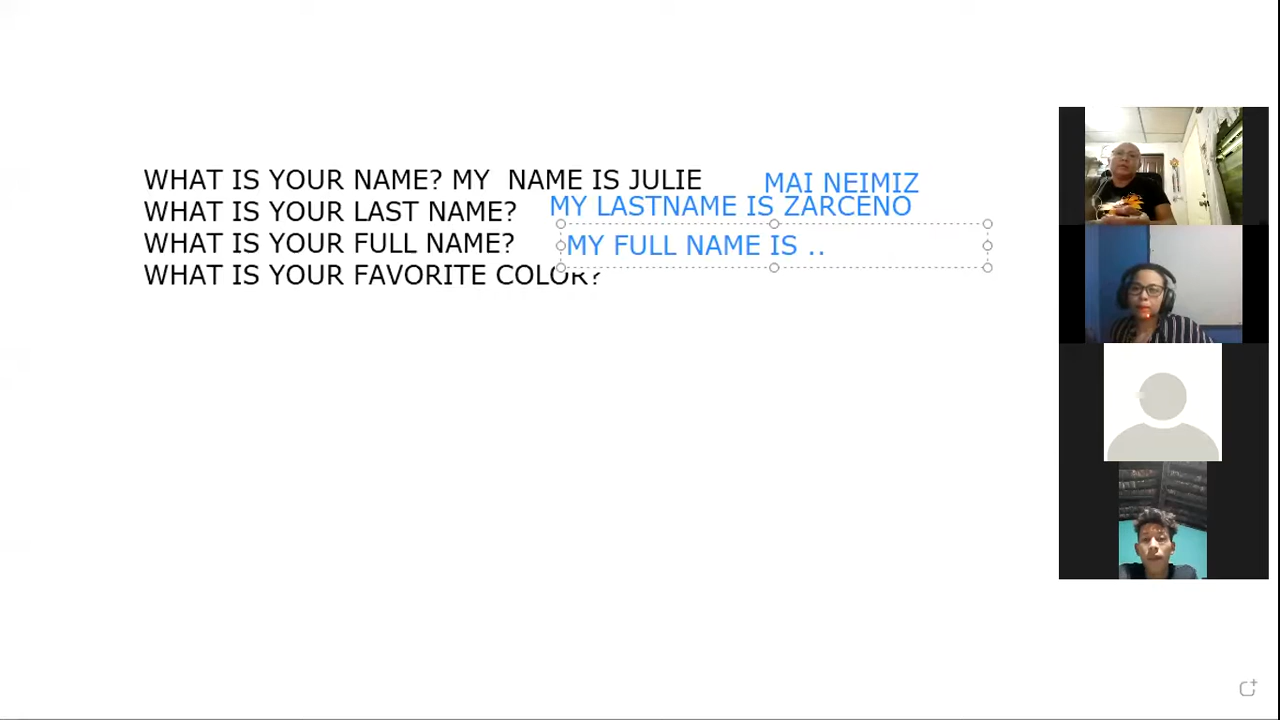 WHAT IS YOUR NAME? MY NAME IS JULIE MAI NEIMIZ
WHAT IS YOUR LAST NAME? MY LASTNAME IS ZARCENO
WHAT IS YOUR FULL NAME? MY FULL NAME IS ..
WHAT IS YOUR FAVORITE COLOR?